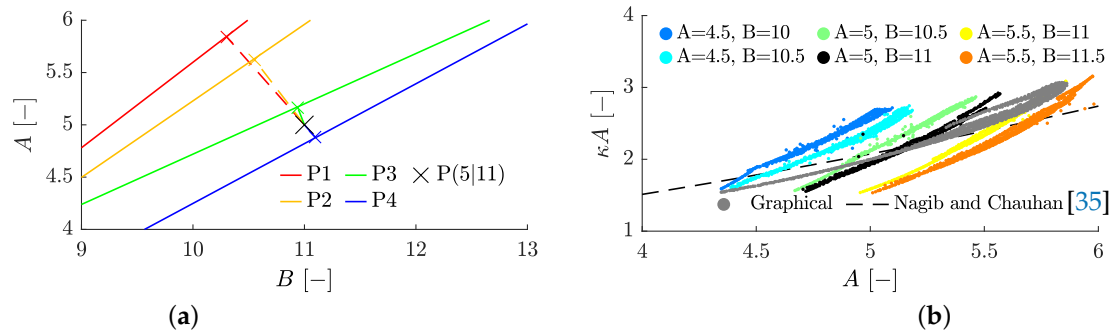 6
5.5
5
4.5
4
A [−]
9
10
11
12
13
B [−]
P1
P3
P(5|11)
P2
P4
(a)
A=4.5, B=10
A=5, B=10.5
A=5.5, B=11
A=4.5, B=10.5
A=5, B=11
A=5.5, B=11.5
4
3
2
1
κA [−]
Graphical
Nagib and Chauhan [35]
4
4.5
5
5.5
6
A [−]
(b)